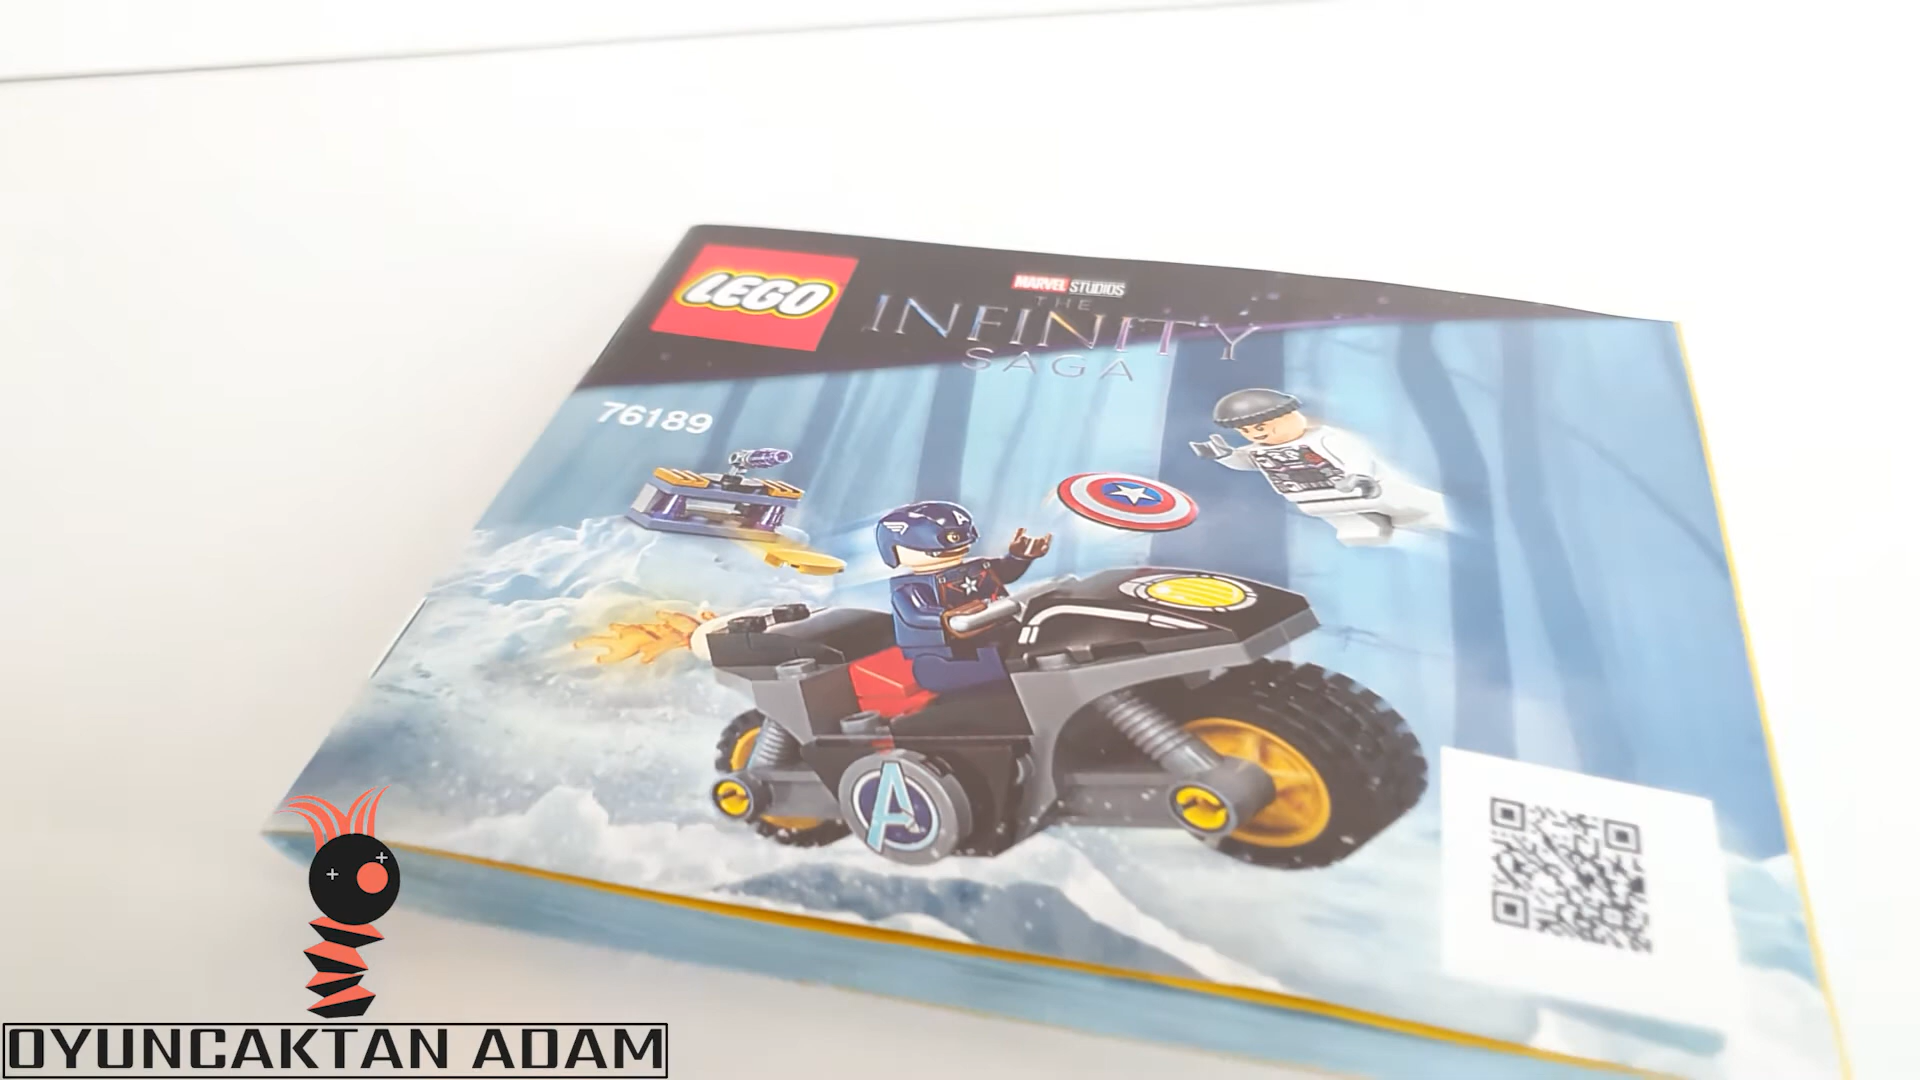 LEGO
MARVEL STUDIOS
THE
INFINITY
SAGA
76189
A
A
OYUNCAKTAN ADAM